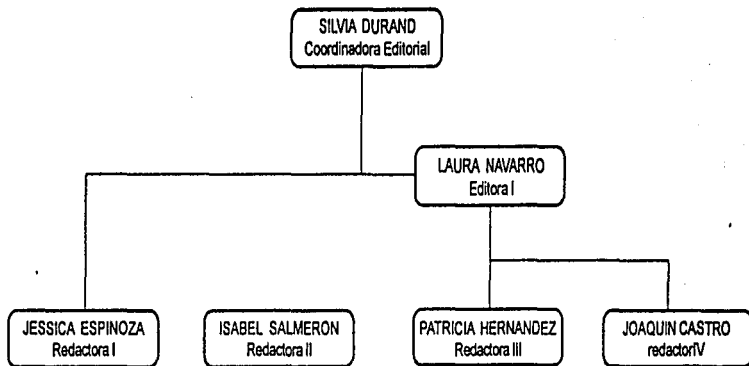 SILVIA DURAND
Coordinadora Editorial
LAURA NAVARRO
Editora I
JESSICA ESPINOZA
Redactora I
ISABEL SALMERON
Redactora II
PATRICIA HERNANDEZ
Redactora III
JOAQUIN CASTRO
redactorIV